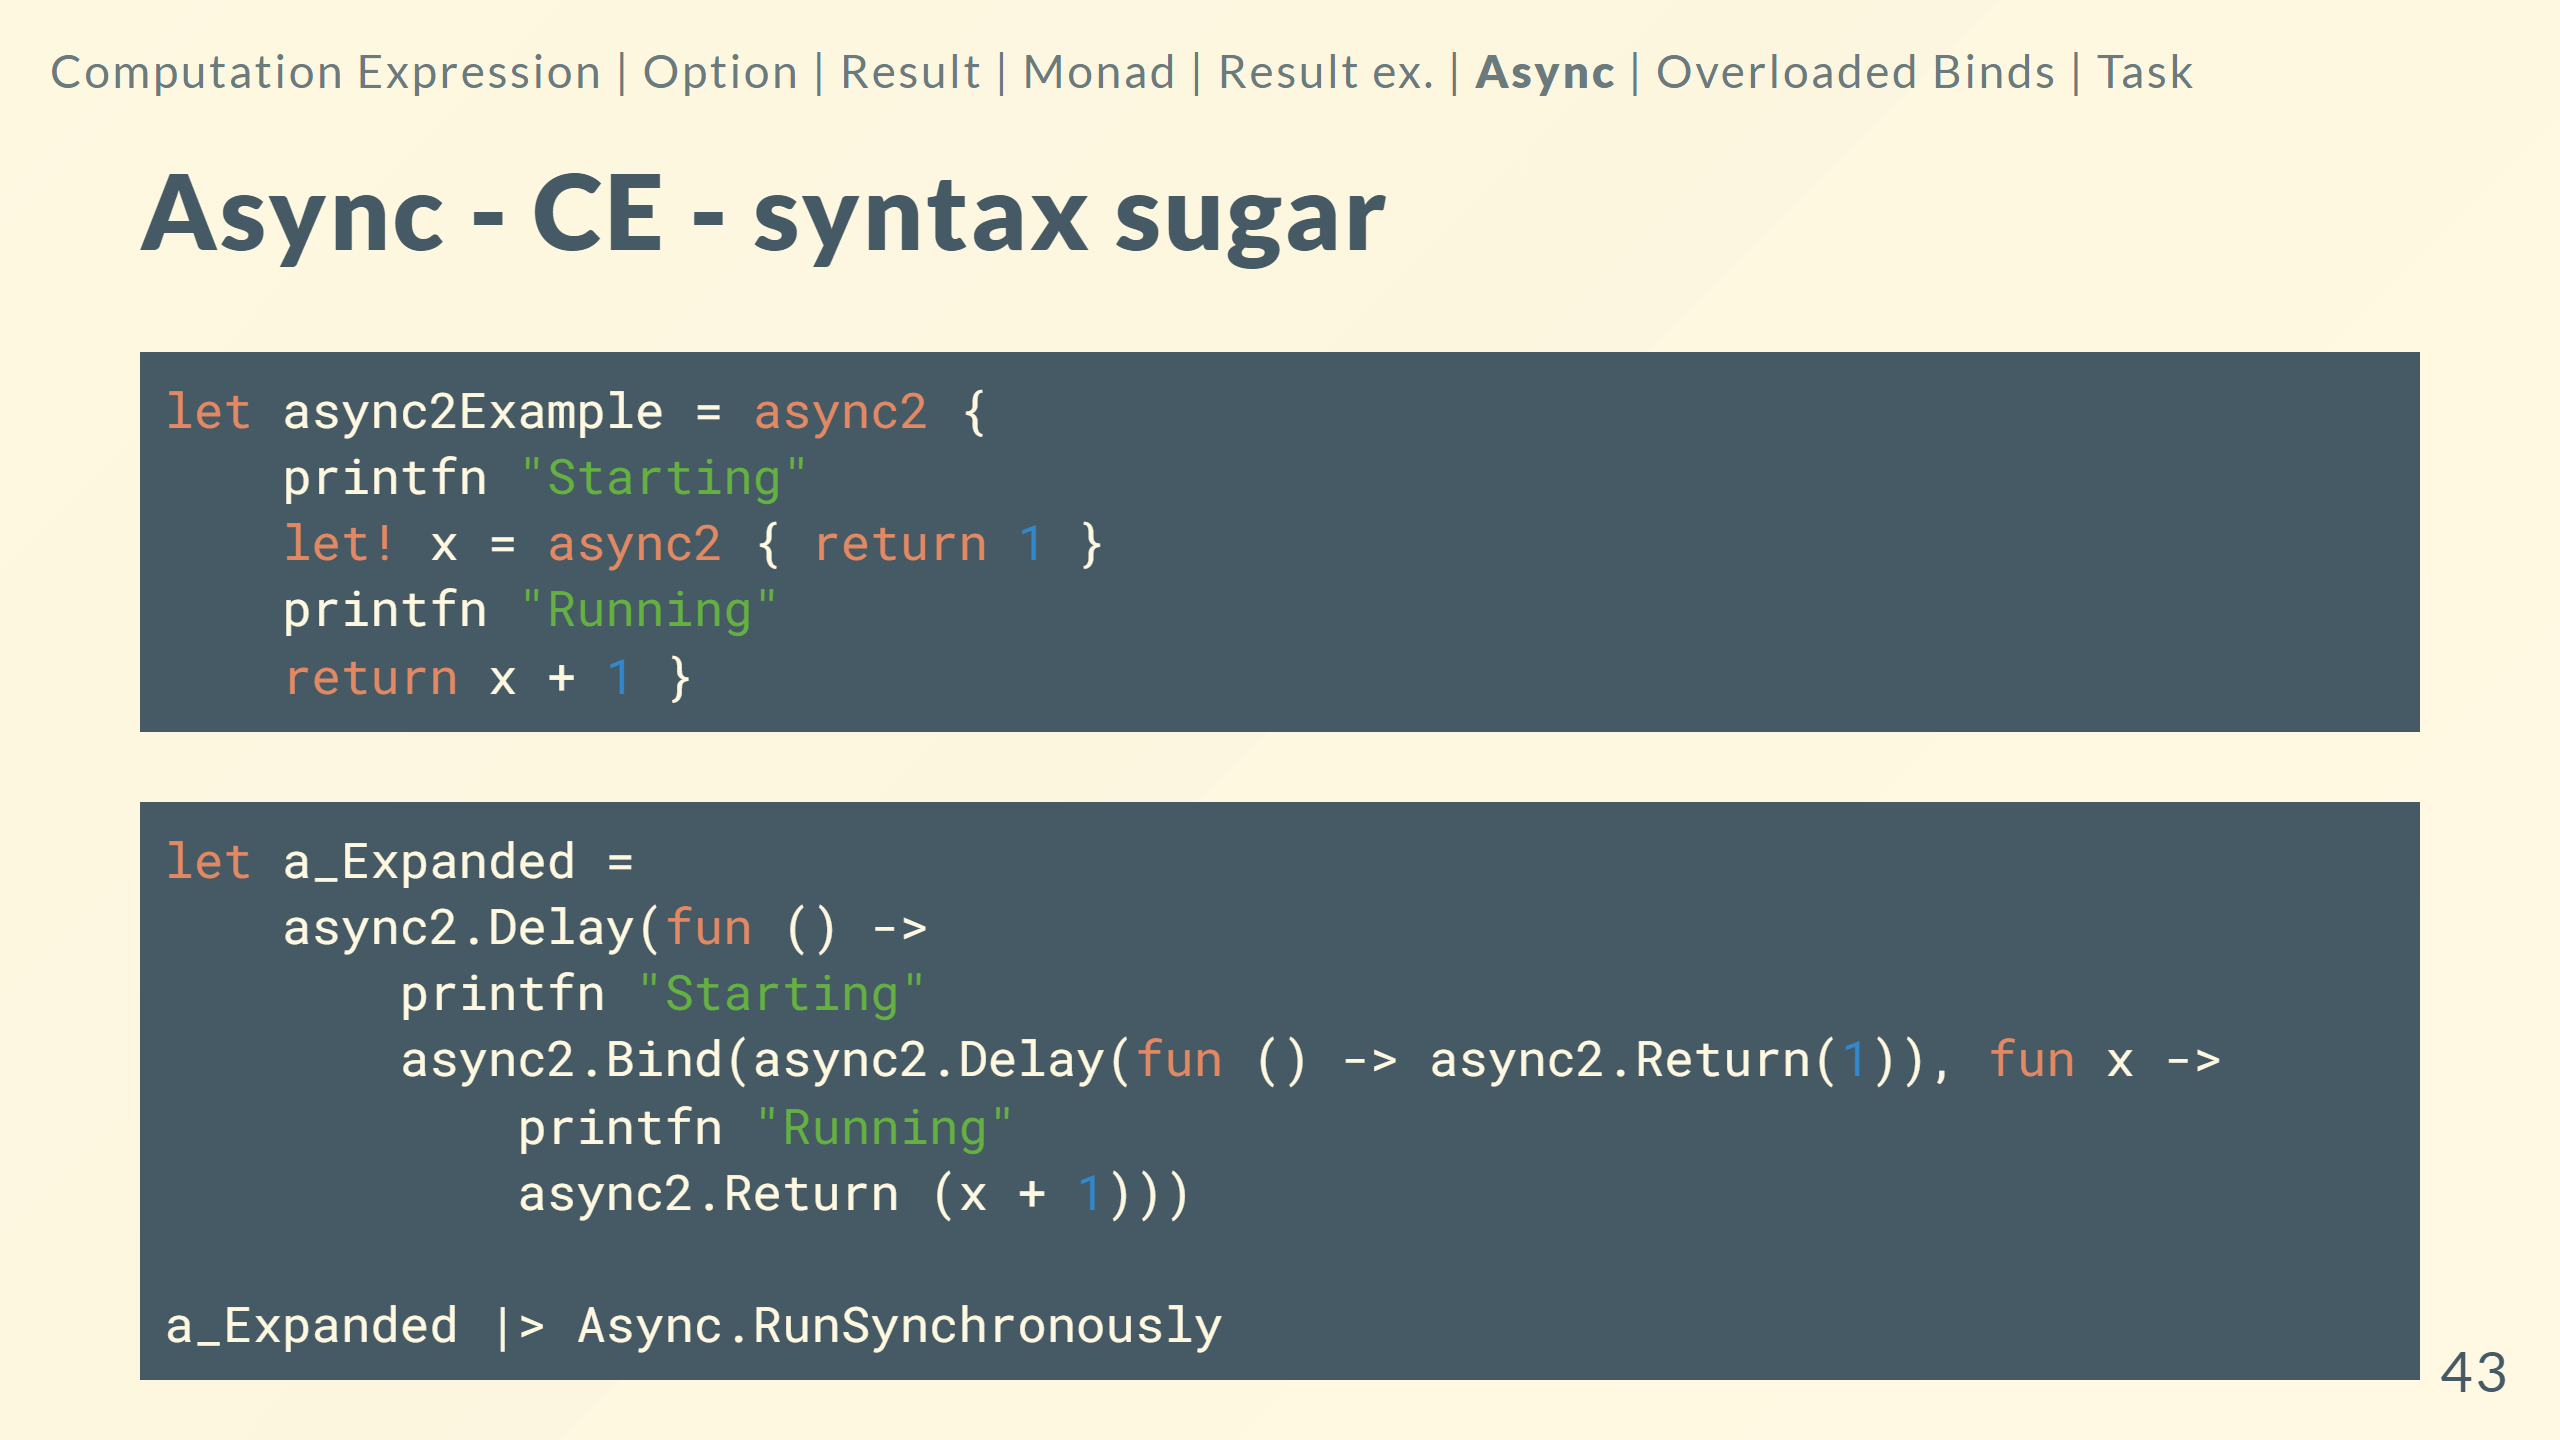 Computation Expression | Option | Result | Monad | Result ex. | Async | Overloaded Binds | Task
Async - CE - syntax sugar
let async2Example = async2 {
    printfn "Starting"
    let! x = async2 { return 1 }
    printfn "Running"
    return x + 1 }
let a_Expanded =
    async2.Delay(fun () ->
        printfn "Starting"
        async2.Bind(async2.Delay(fun () -> async2.Return(1)), fun x ->
            printfn "Running"
            async2.Return (x + 1)))
a_Expanded |> Async.RunSynchronously
43